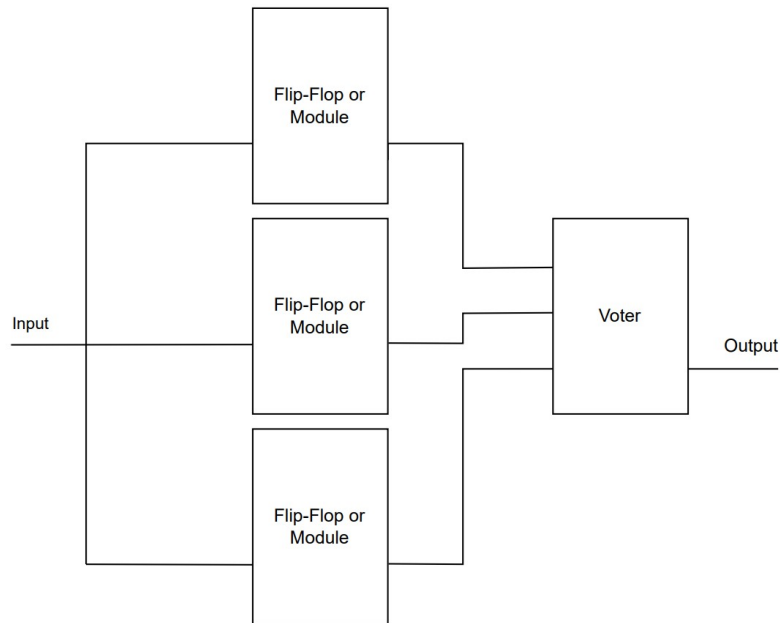 Flip-Flop or
Module
Flip-Flop or
Module
Input
Voter
Output
Flip-Flop or
Module